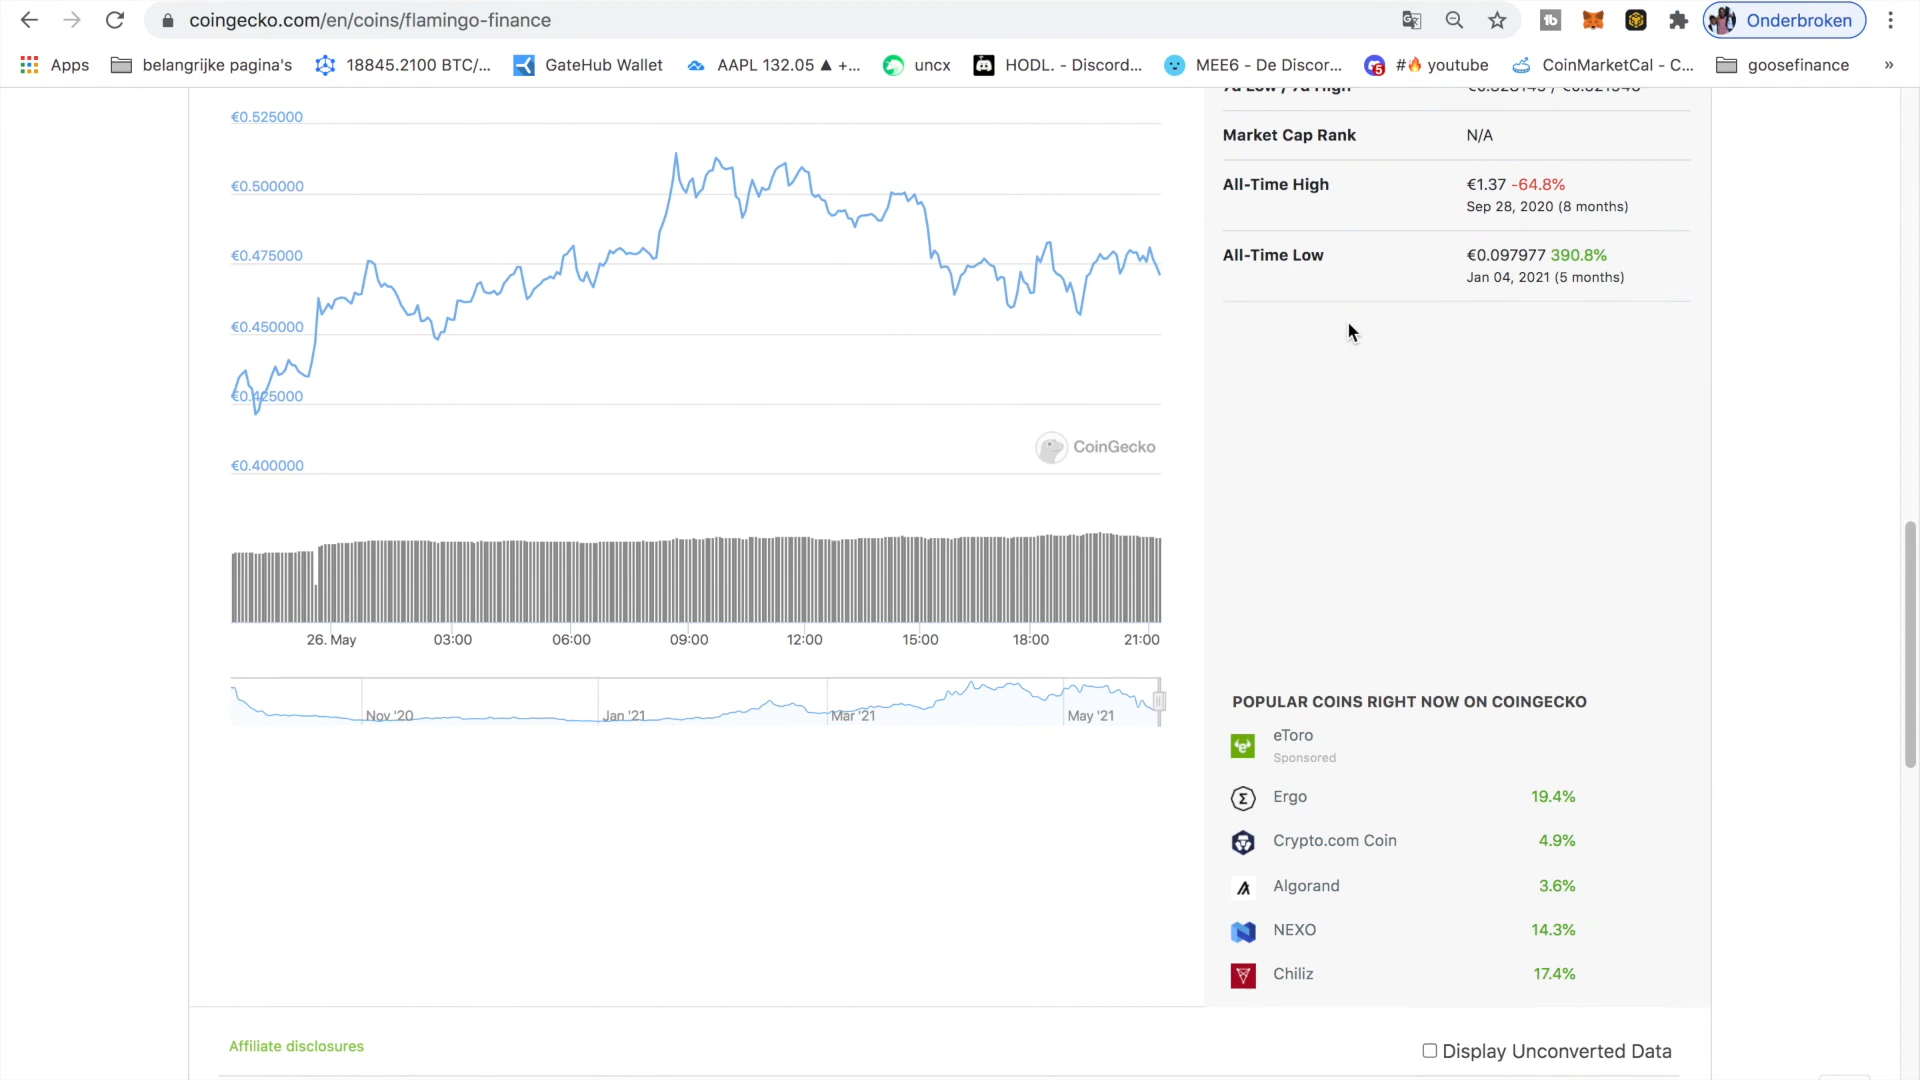 coingecko.com/en/coins/flamingo-finance
Onderbroken
Apps
belangrijke pagina's
18845.2100 BTC/...
GateHub Wallet
AAPL 132.05 ▲ +...
uncx
HODL. - Discord...
MEE6 - De Discor...
5
#🔥 youtube
CoinMarketCal - C...
goosefinance
»
7d Low / 7d High
Market Cap Rank N/A
All-Time High €1.37 -64.8%
Sep 28, 2020 (8 months)
All-Time Low €0.097977 390.8%
Jan 04, 2021 (5 months)
€0.525000
€0.500000
€0.475000
€0.450000
€0.425000
€0.400000
CoinGecko
26. May 03:00 06:00 09:00 12:00 15:00 18:00 21:00
Nov '20 Jan '21 Mar '21 May '21
POPULAR COINS RIGHT NOW ON COINGECKO
eToro
Sponsored
Ergo 19.4%
Crypto.com Coin 4.9%
Algorand 3.6%
NEXO 14.3%
Chiliz 17.4%
Affiliate disclosures
Display Unconverted Data